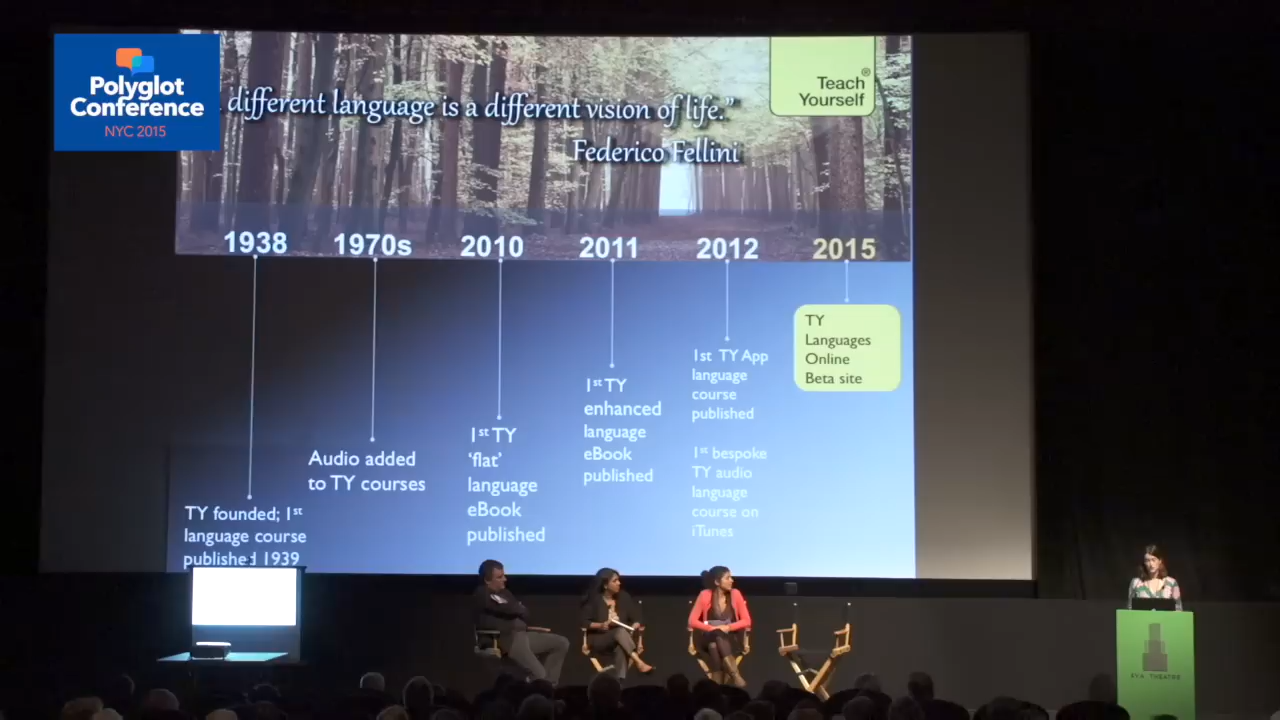 Polyglot
Conference
NYC 2015
different language is a different vision of life.”
Federico Fellini
Teach
Yourself®
1938
1970s
2010
2011
2012
2015
TY founded; 1st
language course
published 1939
Audio added
to TY courses
1st TY
‘flat’
language
eBook
published
1st TY
enhanced
language
eBook
published
1st TY App
language
course
published
1st bespoke
TY audio
language
course on
iTunes
TY
Languages
Online
Beta site
SVA THEATRE